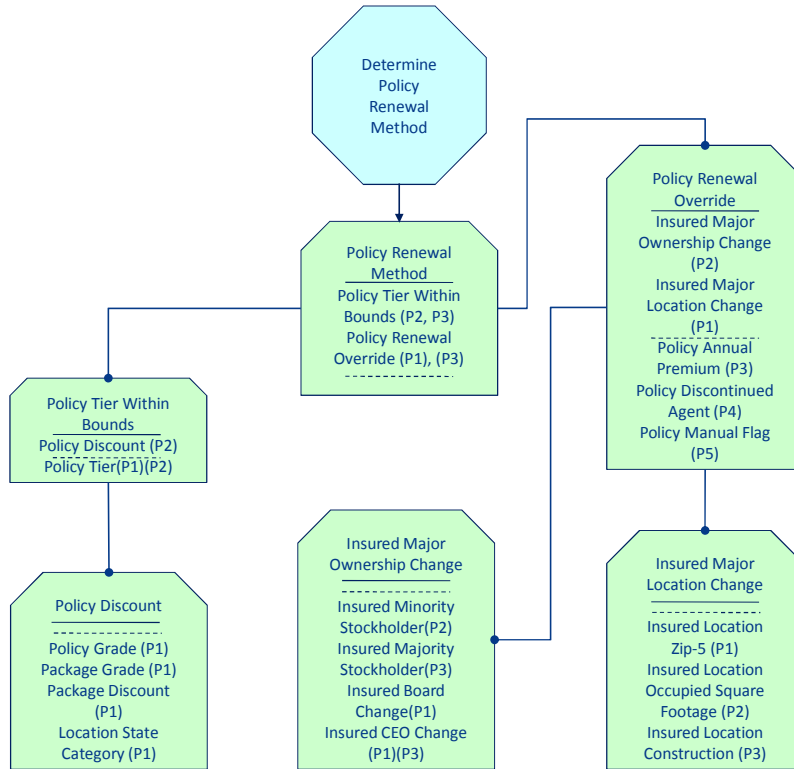 Determine
Policy
Renewal
Method
Policy Renewal
Method
Policy Tier Within
Bounds (P2, P3)
Policy Renewal
Override (P1), (P3)
Policy Renewal
Override
Insured Major
Ownership Change
(P2)
Insured Major
Location Change
(P1)
Policy Annual
Premium (P3)
Policy Discontinued
Agent (P4)
Policy Manual Flag
(P5)
Policy Tier Within
Bounds
Policy Discount (P2)
Policy Tier(P1)(P2)
Policy Discount
Policy Grade (P1)
Package Grade (P1)
Package Discount
(P1)
Location State
Category (P1)
Insured Major
Ownership Change
Insured Minority
Stockholder(P2)
Insured Majority
Stockholder(P3)
Insured Board
Change(P1)
Insured CEO Change
(P1)(P3)
Insured Major
Location Change
Insured Location
Zip-5 (P1)
Insured Location
Occupied Square
Footage (P2)
Insured Location
Construction (P3)